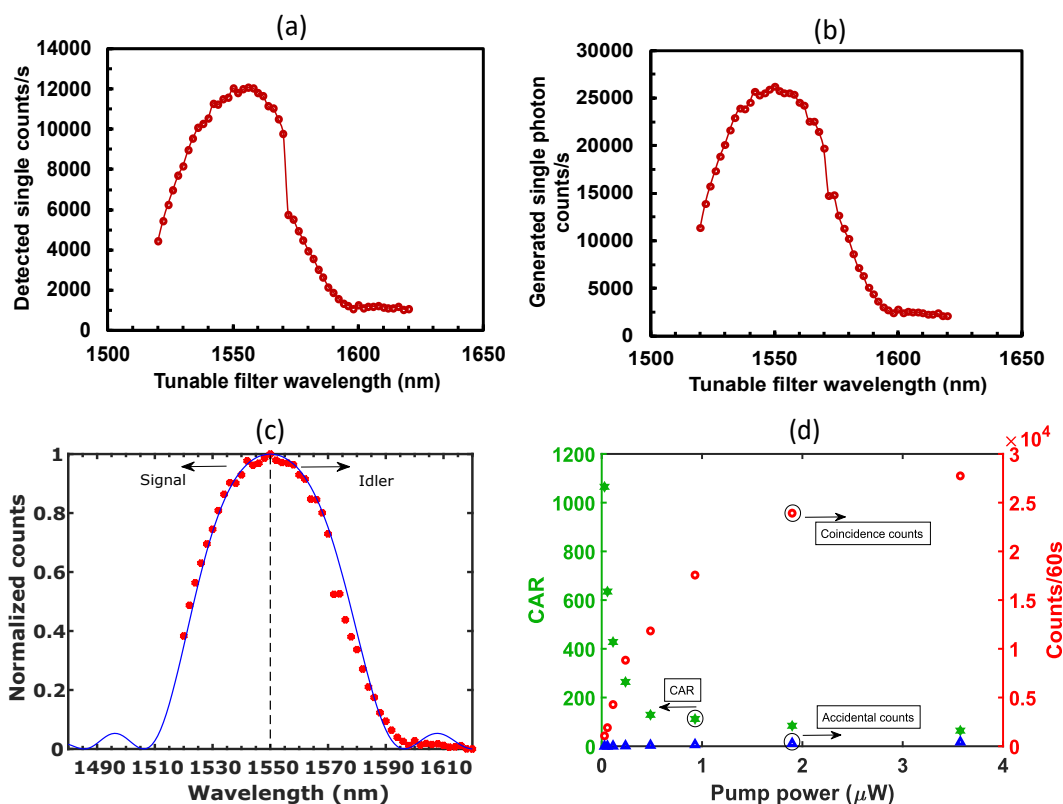 (a)
14000
12000
10000
8000
6000
4000
2000
0
Detected single counts/s
1500
1550
1600
1650
Tunable filter wavelength (nm)
(b)
30000
25000
20000
15000
10000
5000
0
Generated single photon
counts/s
1500
1550
1600
1650
Tunable filter wavelength (nm)
(c)
1
0.8
0.6
0.4
0.2
0
Normalized counts
Signal
Idler
1490
1510
1530
1550
1570
1590
1610
Wavelength (nm)
(d)
1200
1000
800
600
400
200
0
CAR
×10⁴
3
2.5
2
1.5
1
0.5
0
Counts/60s
Coincidence counts
CAR
Accidental counts
0
1
2
3
4
Pump power (μW)